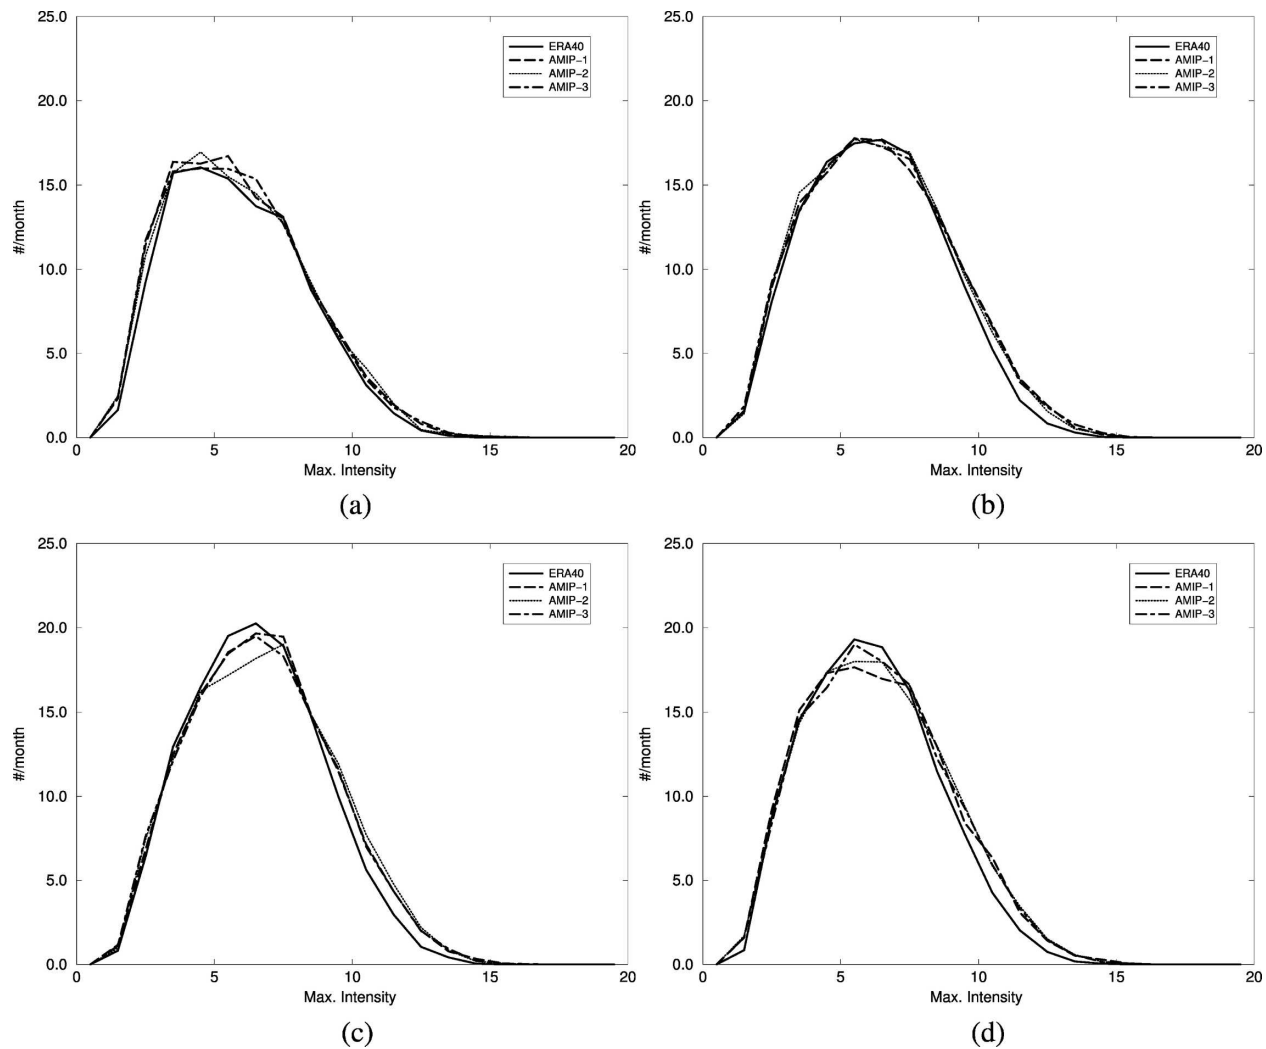 25.0
20.0
15.0
10.0
5.0
0.0
#/month
0 5 10 15 20
Max. Intensity
ERA40
AMIP-1
AMIP-2
AMIP-3
(a)
25.0
20.0
15.0
10.0
5.0
0.0
#/month
0 5 10 15 20
Max. Intensity
ERA40
AMIP-1
AMIP-2
AMIP-3
(b)
25.0
20.0
15.0
10.0
5.0
0.0
#/month
0 5 10 15 20
Max. Intensity
ERA40
AMIP-1
AMIP-2
AMIP-3
(c)
25.0
20.0
15.0
10.0
5.0
0.0
#/month
0 5 10 15 20
Max. Intensity
ERA40
AMIP-1
AMIP-2
AMIP-3
(d)